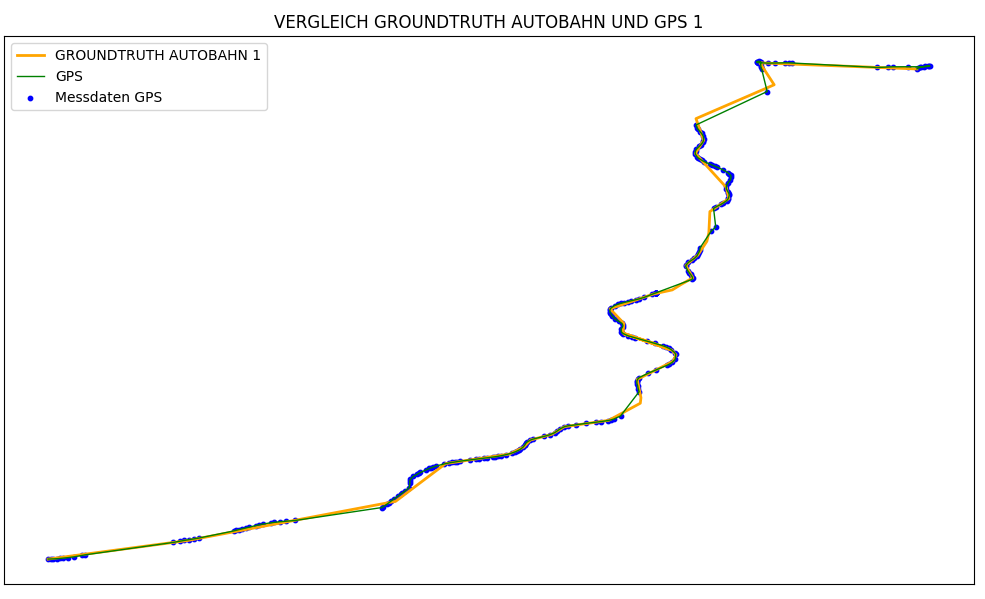 VERGLEICH GROUNDTRUTH AUTOBAHN UND GPS 1
GROUNDTRUTH AUTOBAHN 1
GPS
Messdaten GPS